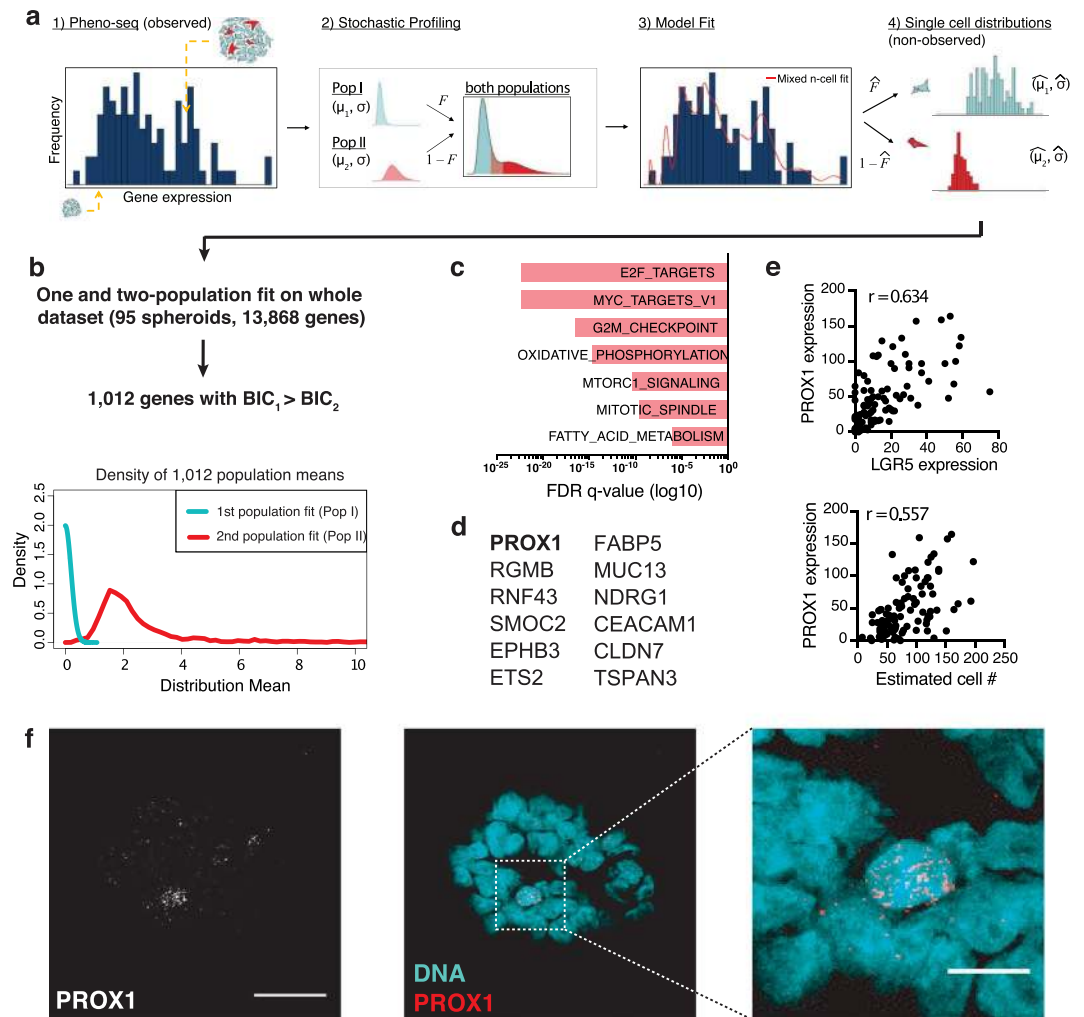 a
1) Pheno-seq (observed)
2) Stochastic Profiling
3) Model Fit
4) Single cell distributions
(non-observed)
Frequency
Gene expression
Pop I
(μ1, σ)
Pop II
(μ2, σ)
F
1 − F
both populations
Mixed n-cell fit
F̂
1 − F̂
(μ̂1, σ̂)
(μ̂2, σ̂)
b
One and two-population fit on whole
dataset (95 spheroids, 13,868 genes)
1,012 genes with BIC1 > BIC2
Density of 1,012 population means
1st population fit (Pop I)
2nd population fit (Pop II)
Density
0.0 0.5 1.0 1.5 2.0 2.5
0 2 4 6 8 10
Distribution Mean
c
E2F_TARGETS
MYC_TARGETS_V1
G2M_CHECKPOINT
OXIDATIVE_PHOSPHORYLATION
MTORC1_SIGNALING
MITOTIC_SPINDLE
FATTY_ACID_METABOLISM
10-25 10-20 10-15 10-10 10-5 100
FDR q-value (log10)
d
PROX1 FABP5
RGMB MUC13
RNF43 NDRG1
SMOC2 CEACAM1
EPHB3 CLDN7
ETS2 TSPAN3
e
r = 0.634
PROX1 expression
200
150
100
50
0
0 20 40 60 80
LGR5 expression
r = 0.557
PROX1 expression
200
150
100
50
0
0 50 100 150 200 250
Estimated cell #
f
PROX1
DNA
PROX1